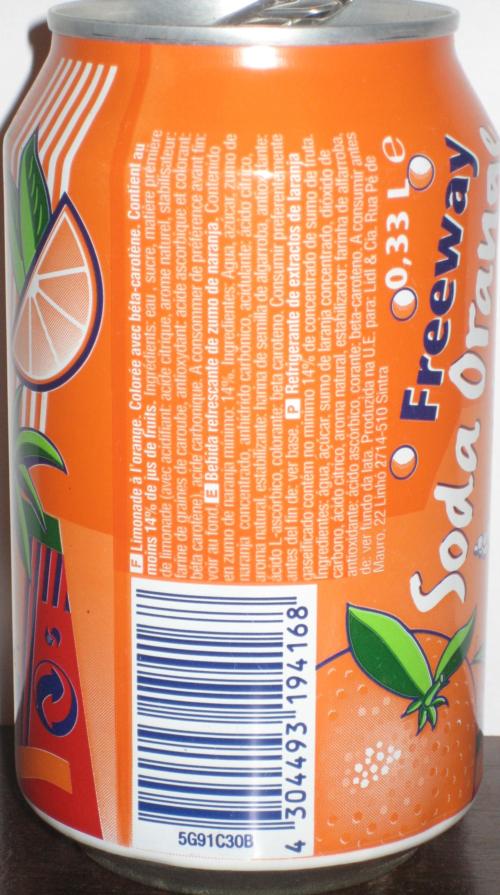 F Limonade à l'orange. Colorée avec bêta-carotène. Contient au
moins 14% de jus de fruits. Ingrédients: eau, sucre, matière première
de limonade (avec acidifiant: acide citrique, arôme naturel, stabilisateur:
farine de graines de caroube, antioxydant: acide ascorbique et colorant:
bêta carotène), acide carbonique. A consommer de préférence avant fin:
voir au fond. E Bebida refrescante de zumo de naranja. Contenido
en zumo de naranja mínimo: 14%. Ingredientes: Agua, azúcar, zumo de
naranja concentrado, anhídrido carbónico, acidulante: ácido cítrico,
aroma natural, estabilizante: harina de semilla de algarroba, antioxidante:
ácido L-ascórbico, colorante: beta caroteno. Consumir preferentemente
antes del fin de: ver base. P Refrigerante de extractos de laranja
gaseificado contém no mínimo 14% de concentrado de sumo de fruta.
Ingredientes: água, açúcar, sumo de laranja concentrado, dióxido de
carbono, ácido cítrico, aroma natural, estabilizador: farinha de alfarroba,
antioxidante: ácido ascórbico, corante: beta-caroteno. A consumir antes
de: ver fundo da lata. Produzida na U.E. para: Lidl & Cia. Rua Pé de
Mouro, 22 Linhó P2714-510 Sintra
0,33 L e
Freeway
Soda Orange
4 304493 194168
5G91C30B